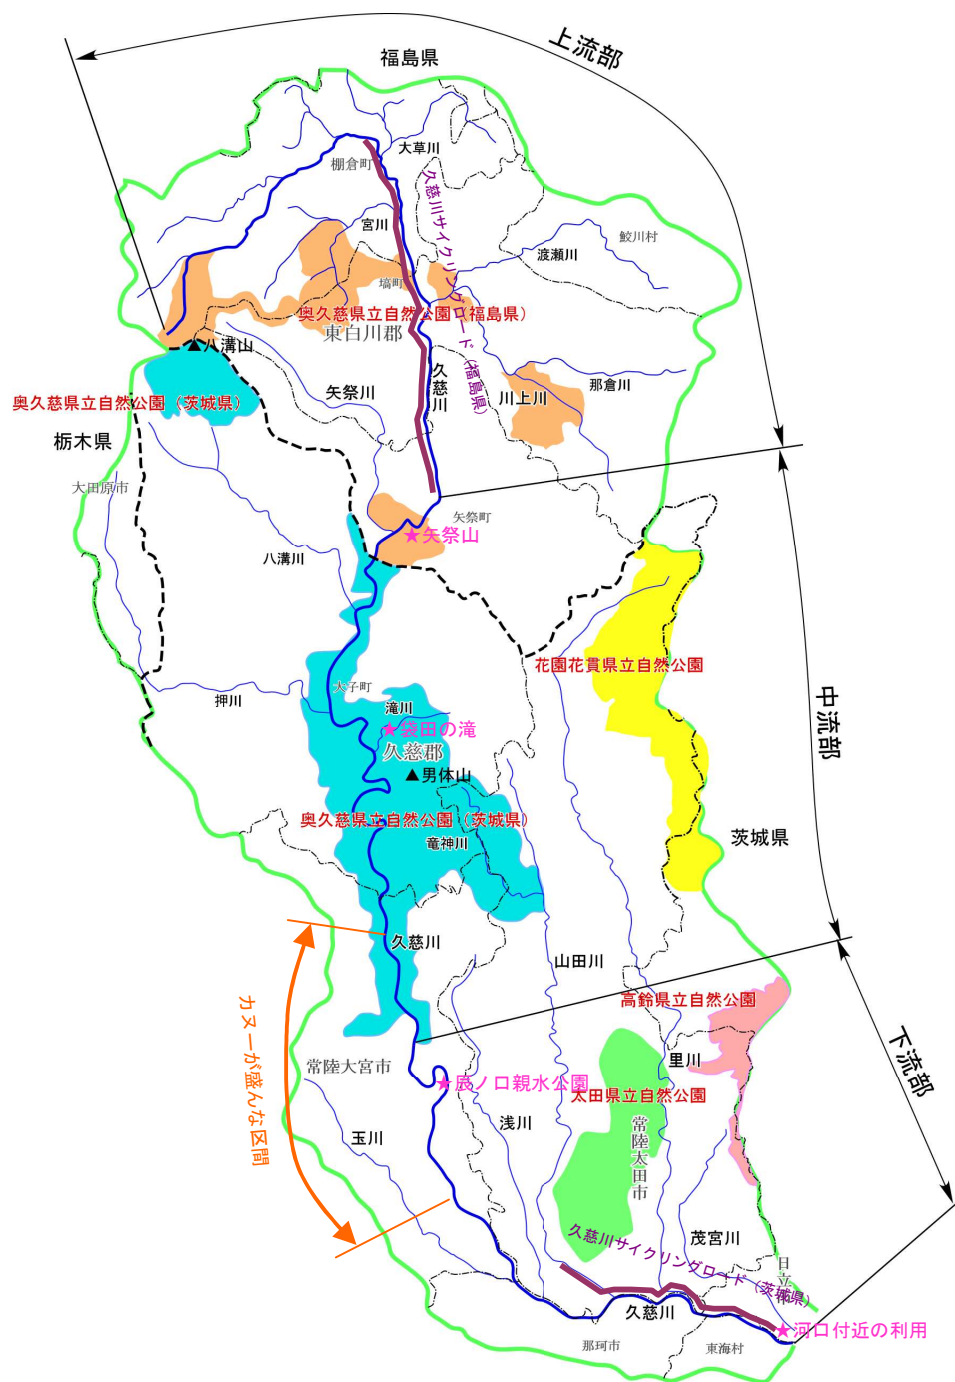 上流部
福島県
大草川
棚倉町
久慈川サイクリングロード（福島県）
宮川
鮫川村
渡瀬川
塙町
奥久慈県立自然公園（福島県）
東白川郡
▲八溝山
久慈川
矢祭川
那倉川
川上川
奥久慈県立自然公園（茨城県）
栃木県
大田原市
矢祭町
★矢祭山
八溝川
花園花貫県立自然公園
大子町
押川
滝川
★袋田の滝
中流部
久慈郡
▲男体山
奥久慈県立自然公園（茨城県）
茨城県
竜神川
久慈川
山田川
カヌーが盛んな区間
高鈴県立自然公園
下流部
里川
常陸大宮市
★辰ノ口親水公園
太田県立自然公園
浅川
玉川
常陸太田市
茂宮川
久慈川サイクリングロード（茨城県）
日立市
久慈川
★河口付近の利用
那珂市
東海村